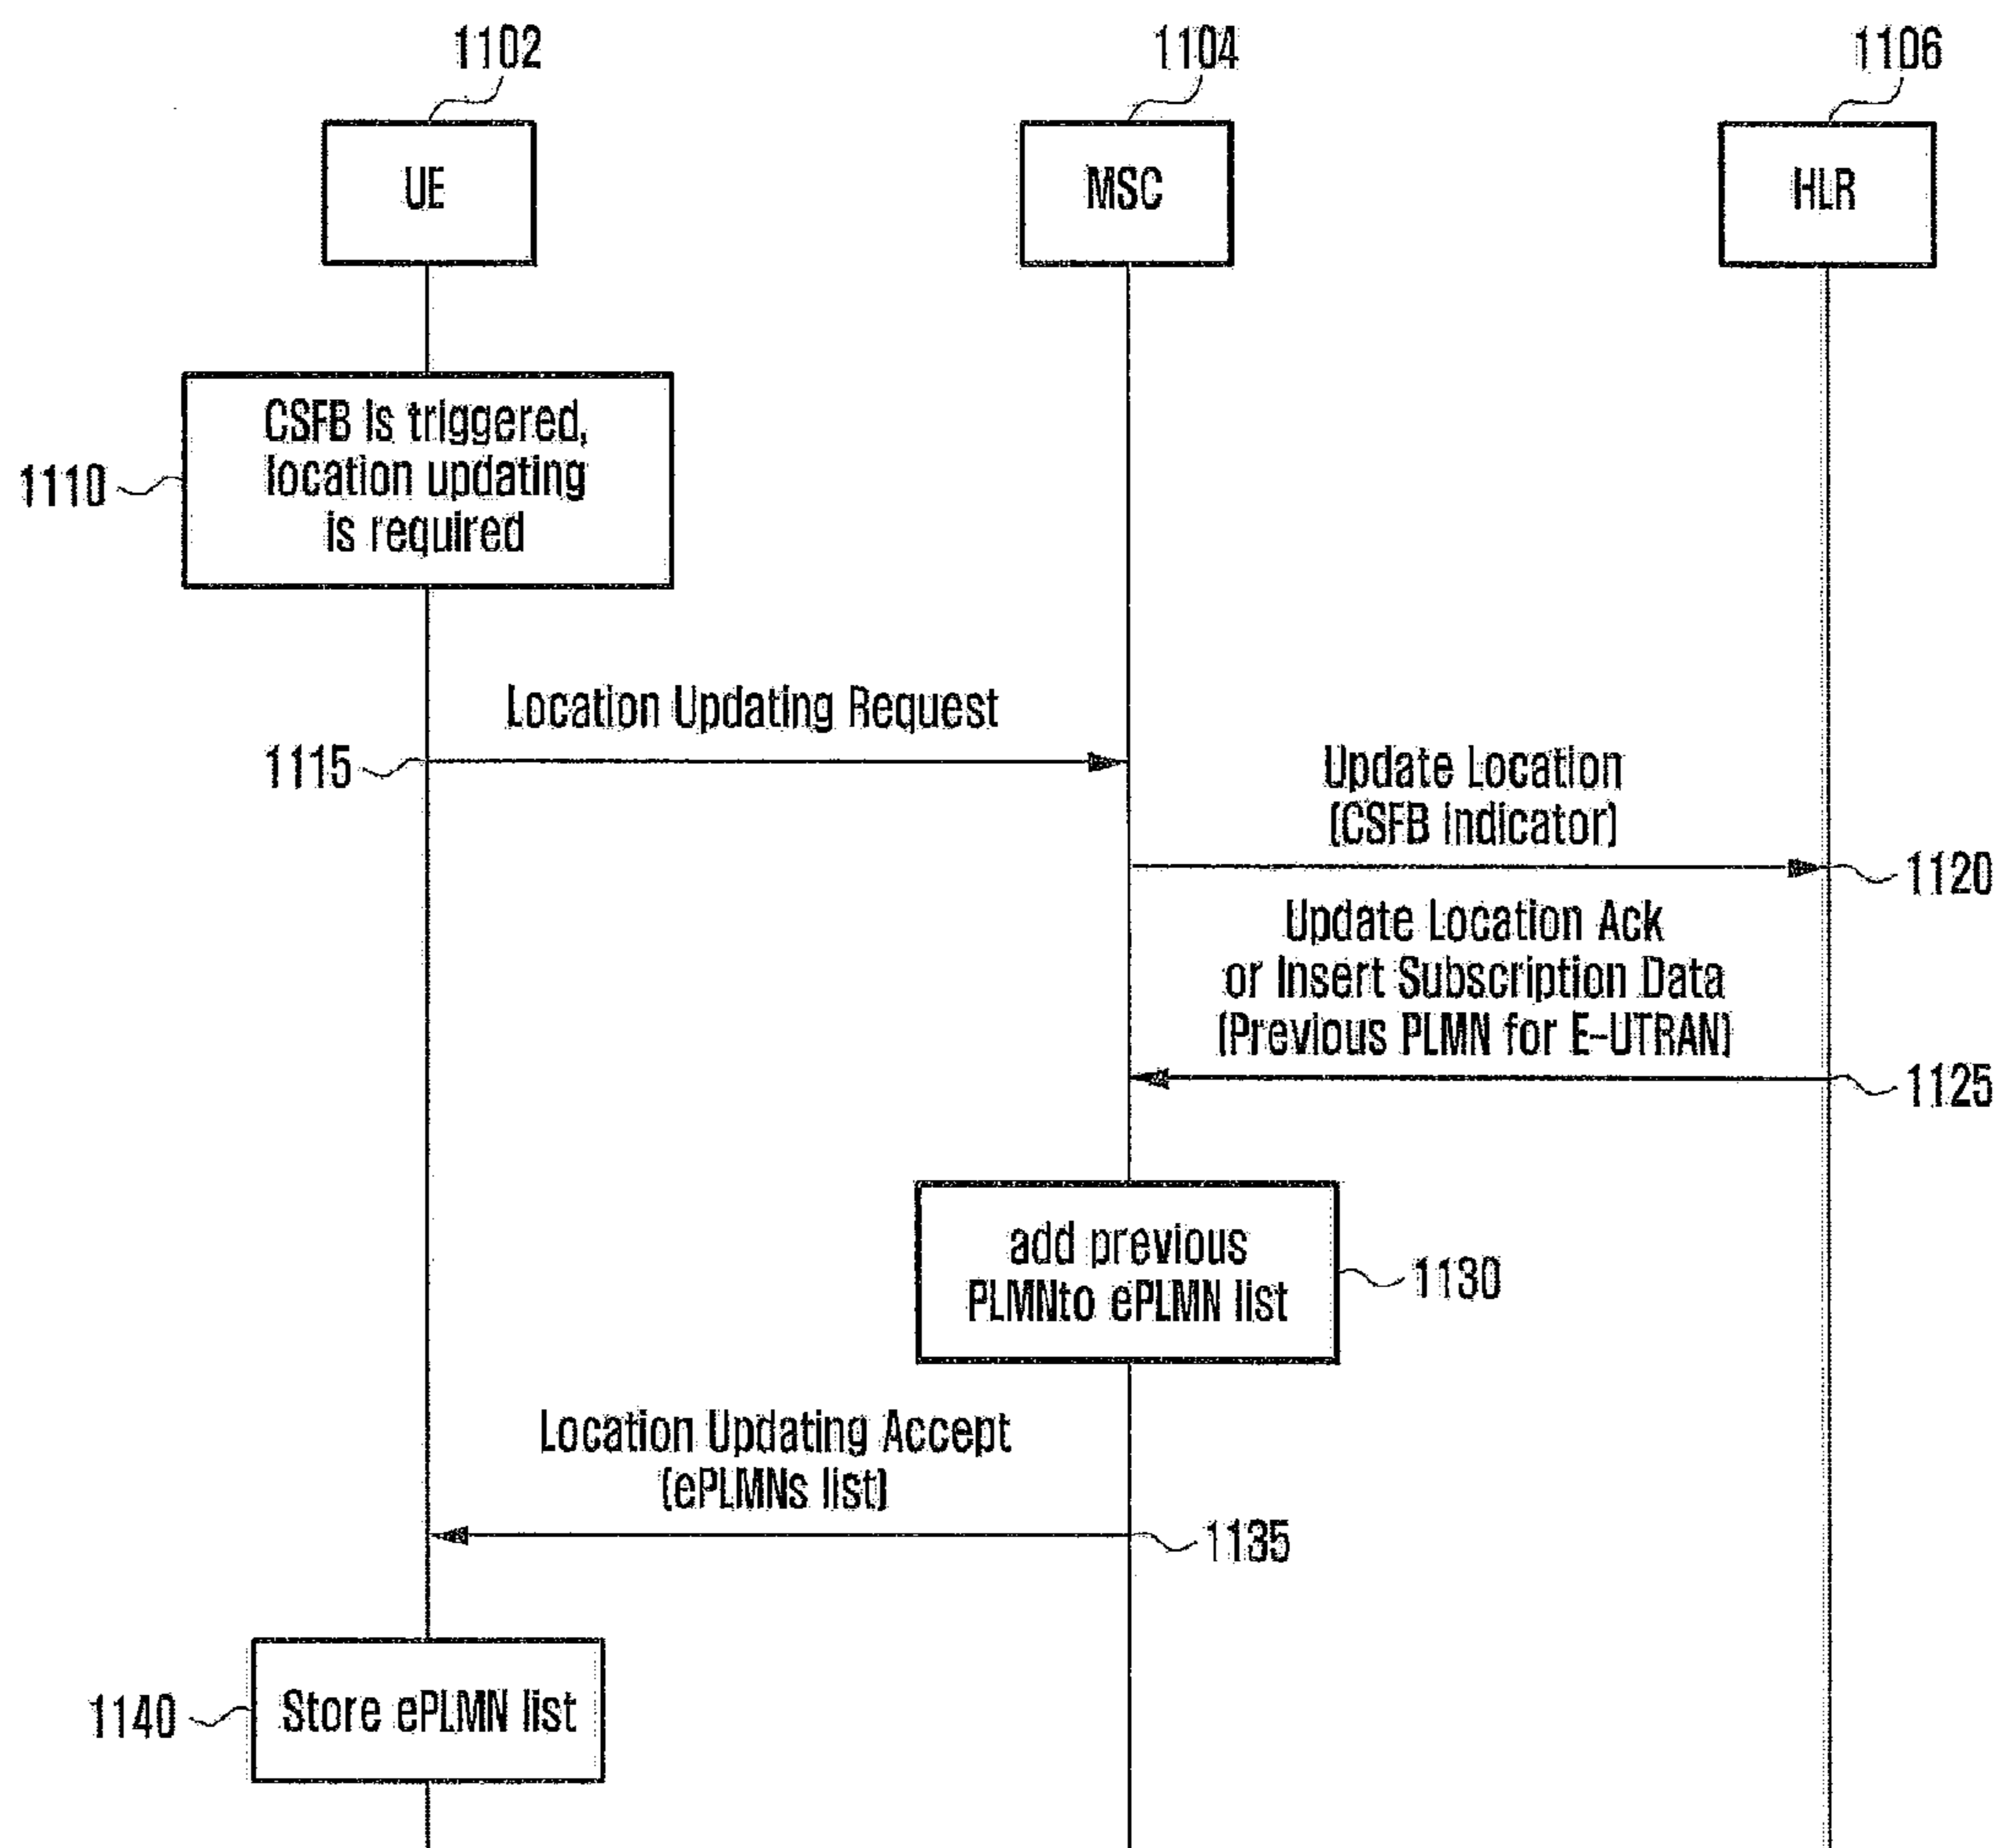 1102
1104
1106
UE
MSC
HLR
CSFB is triggered,
location updating
is required
1110
Location Updating Request
1115
Update Location
(CSFB indicator)
1120
Update Location Ack
or Insert Subscription Data
(Previous PLMN for E-UTRAN)
1125
add previous
PLMNto ePLMN list
1130
Location Updating Accept
(ePLMNs list)
1135
Store ePLMN list
1140